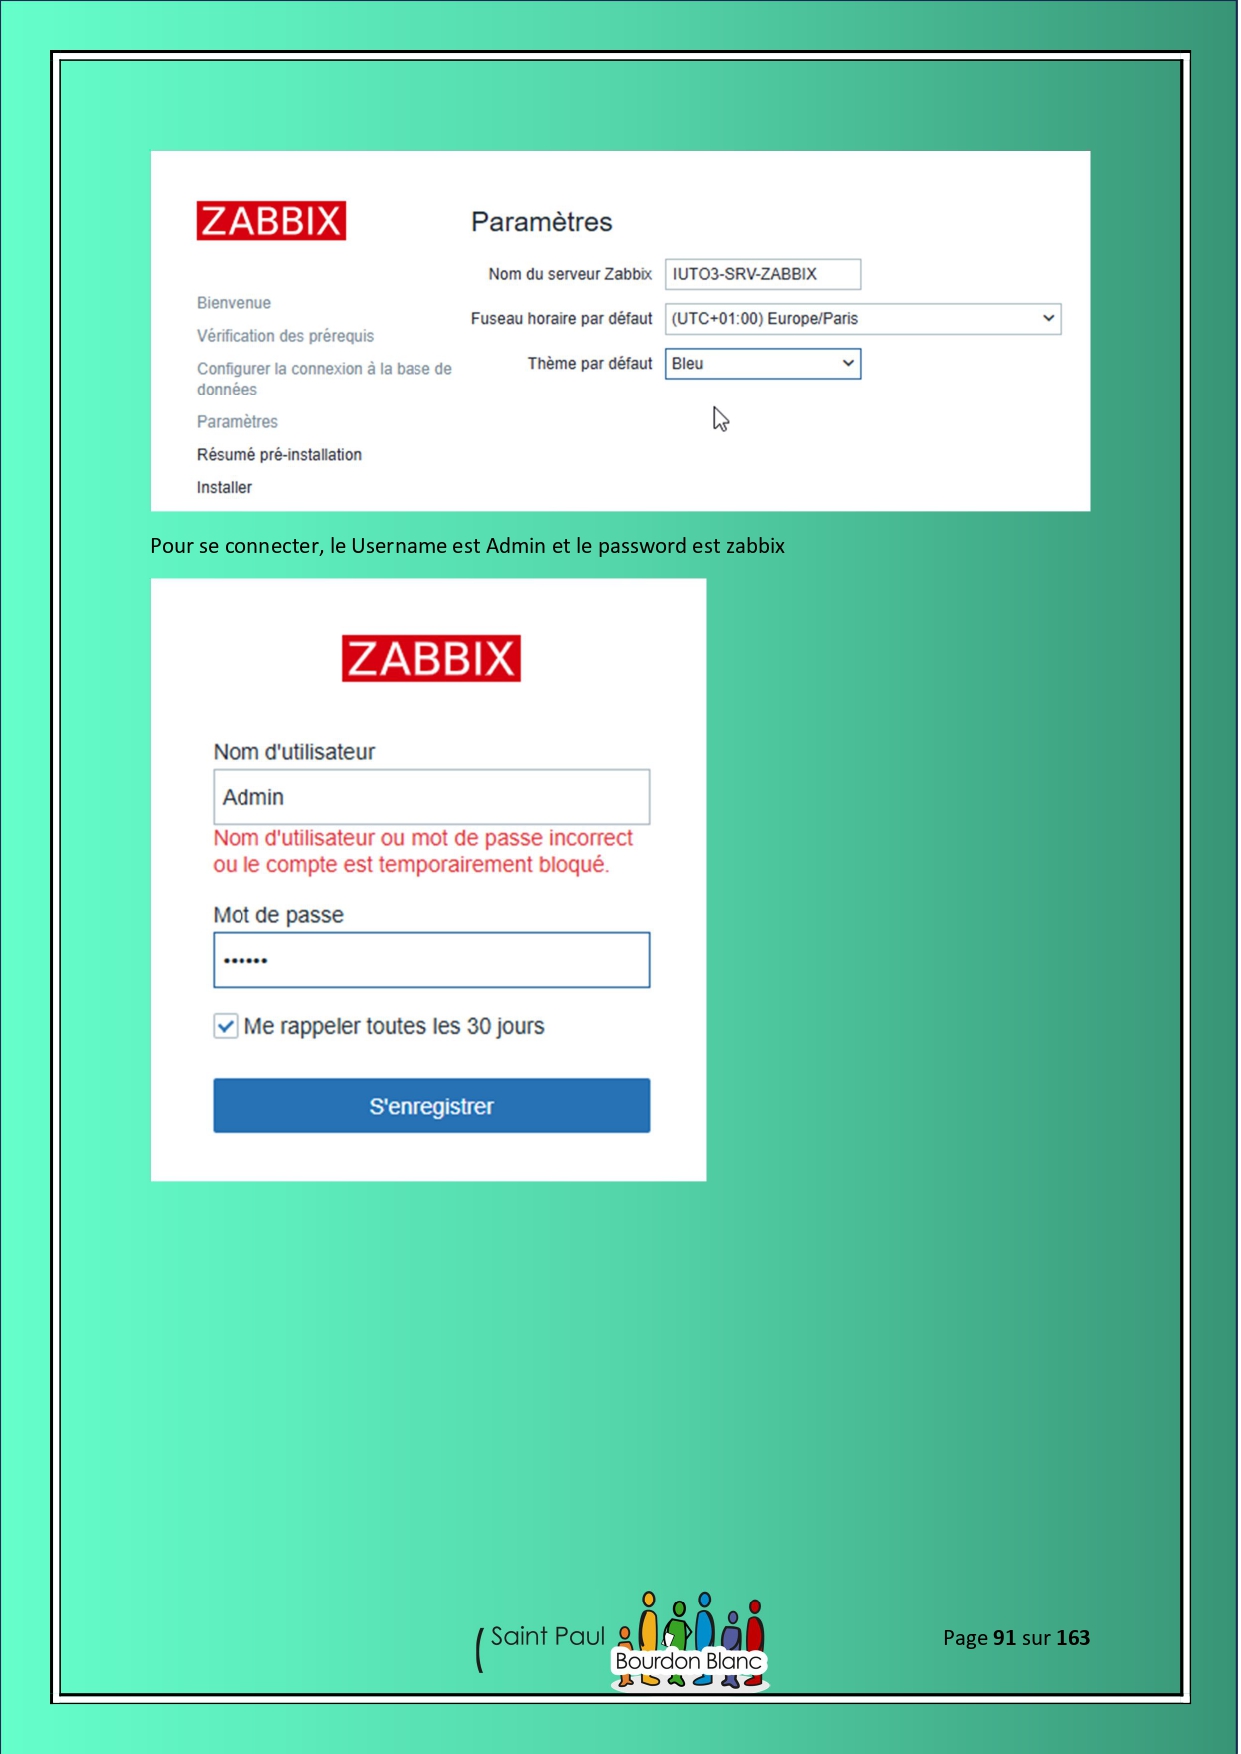 ZABBIX
Paramètres
Nom du serveur Zabbix IUTO3-SRV-ZABBIX
Fuseau horaire par défaut (UTC+01:00) Europe/Paris
Thème par défaut Bleu
Bienvenue
Vérification des prérequis
Configurer la connexion à la base de
données
Paramètres
Résumé pré-installation
Installer
Pour se connecter, le Username est Admin et le password est zabbix
ZABBIX
Nom d'utilisateur
Admin
Nom d'utilisateur ou mot de passe incorrect
ou le compte est temporairement bloqué.
Mot de passe
••••••
Me rappeler toutes les 30 jours
S'enregistrer
Saint Paul
Bourdon Blanc
Page 91 sur 163